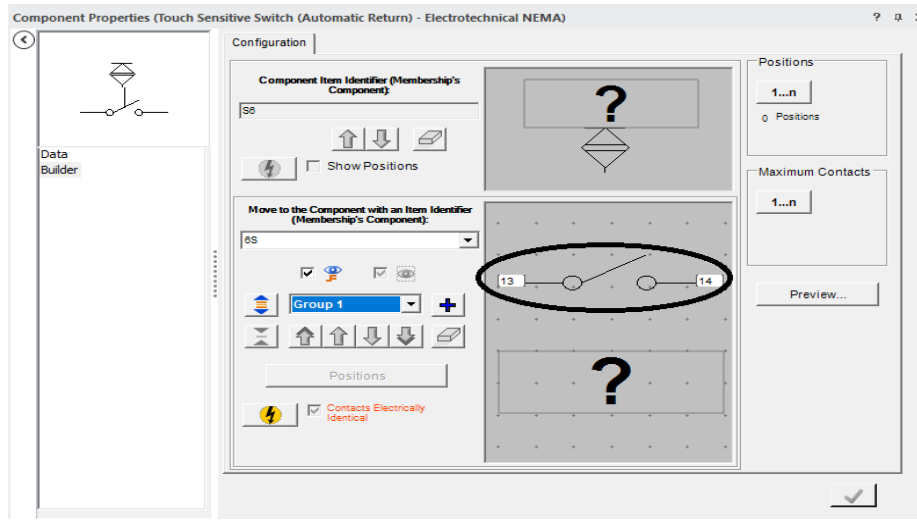 Component Properties (Touch Sensitive Switch (Automatic Return) - Electrotechnical NEMA)
?
Configuration
Data
Builder
Component Item Identifier (Membership's
Component):
S6
Show Positions
?
Positions
1...n
0 Positions
Maximum Contacts
1...n
Preview...
Move to the Component with an Item Identifier
(Membership's Component):
6S
Group 1
Positions
Contacts Electrically
Identical
13
14
?